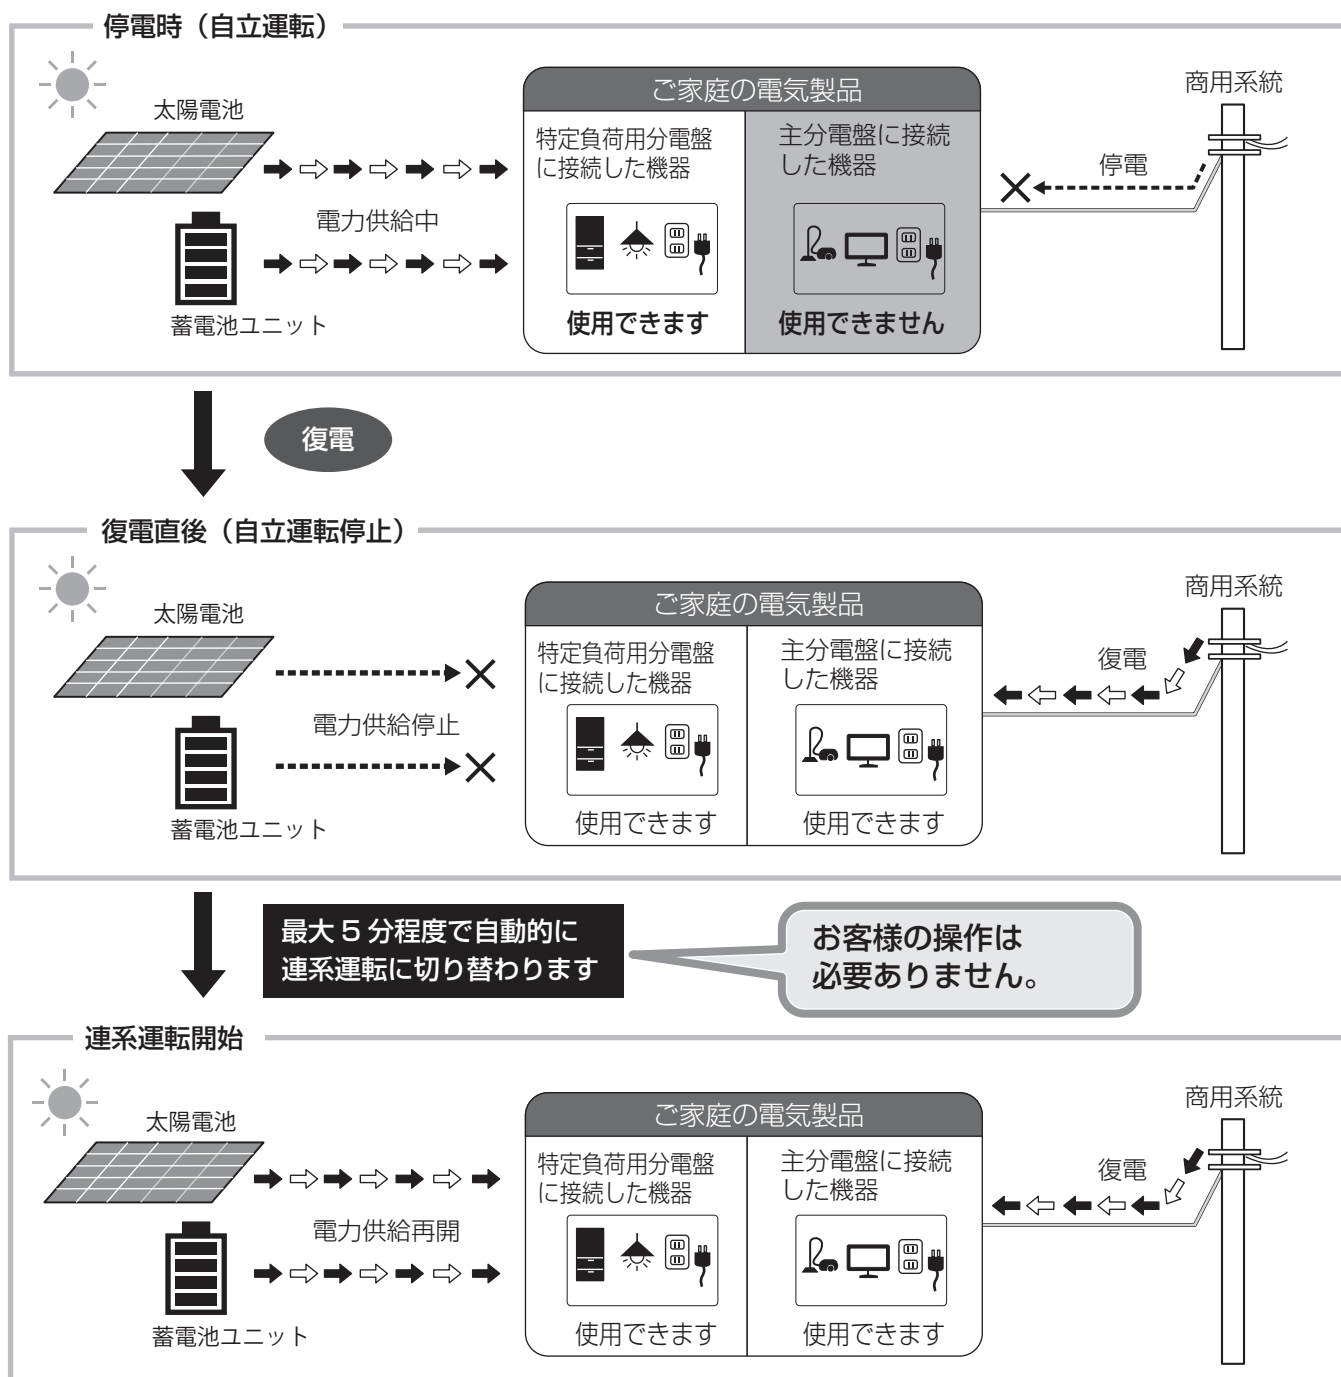 停電時（自立運転）
太陽電池
電力供給中
蓄電池ユニット
ご家庭の電気製品
特定負荷用分電盤
に接続した機器
使用できます
主分電盤に接続
した機器
使用できません
商用系統
停電
復電
復電直後（自立運転停止）
太陽電池
電力供給停止
蓄電池ユニット
ご家庭の電気製品
特定負荷用分電盤
に接続した機器
使用できます
主分電盤に接続
した機器
使用できます
商用系統
復電
最大 5 分程度で自動的に
連系運転に切り替わります
お客様の操作は
必要ありません。
連系運転開始
太陽電池
電力供給再開
蓄電池ユニット
ご家庭の電気製品
特定負荷用分電盤
に接続した機器
使用できます
主分電盤に接続
した機器
使用できます
商用系統
復電